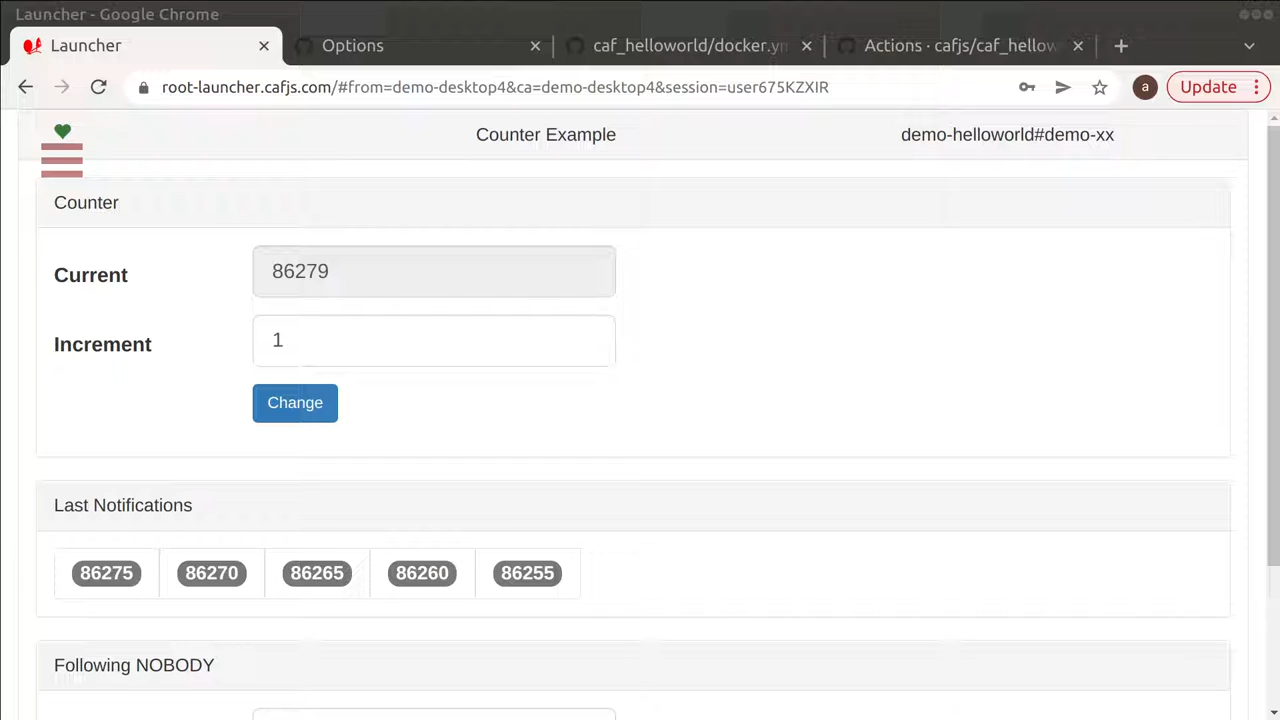 Launcher - Google Chrome
Launcher
Options
caf_helloworld/docker.ym
Actions · cafjs/caf_hellow
root-launcher.cafjs.com/#from=demo-desktop4&ca=demo-desktop4&session=user675KZXIR
a
Update
Counter Example
demo-helloworld#demo-xx
Counter
Current
86279
Increment
1
Change
Last Notifications
86275 86270 86265 86260 86255
Following NOBODY